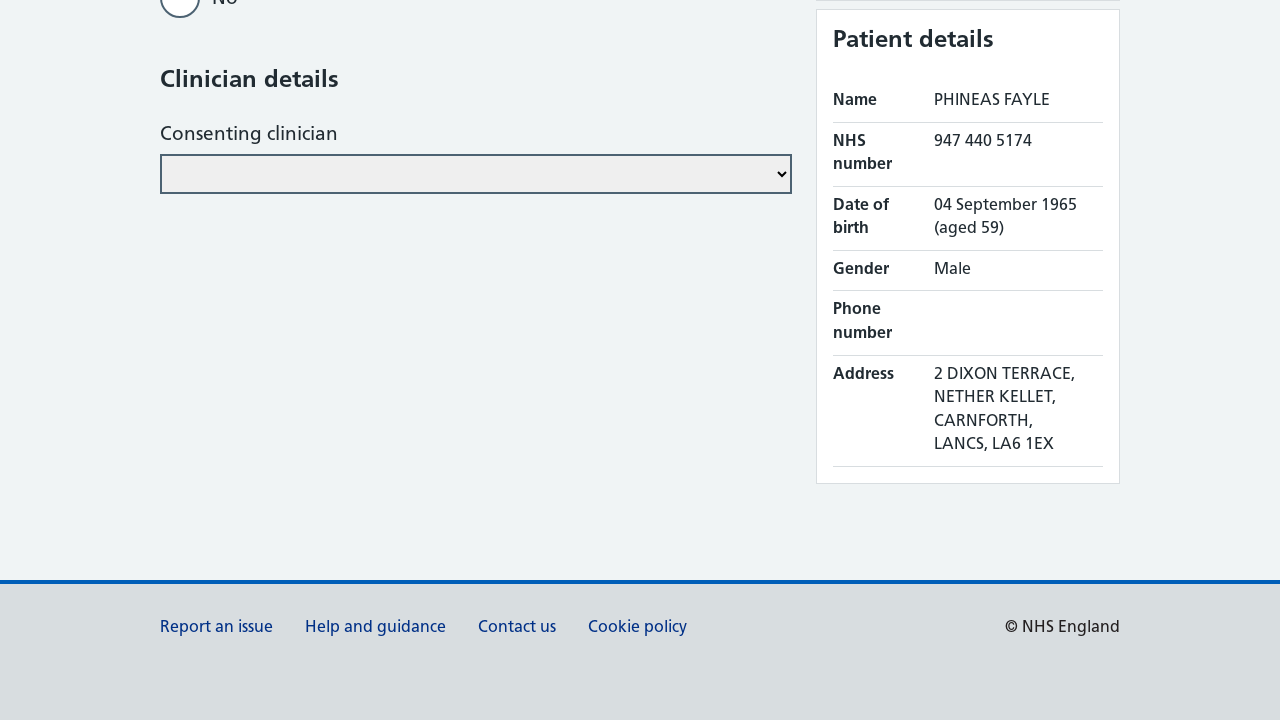 No
Clinician details
Consenting clinician
Patient details
Name PHINEAS FAYLE
NHS number 947 440 5174
Date of birth 04 September 1965 (aged 59)
Gender Male
Phone number
Address 2 DIXON TERRACE,
NETHER KELLET,
CARNFORTH,
LANCS, LA6 1EX
Report an issue Help and guidance Contact us Cookie policy © NHS England